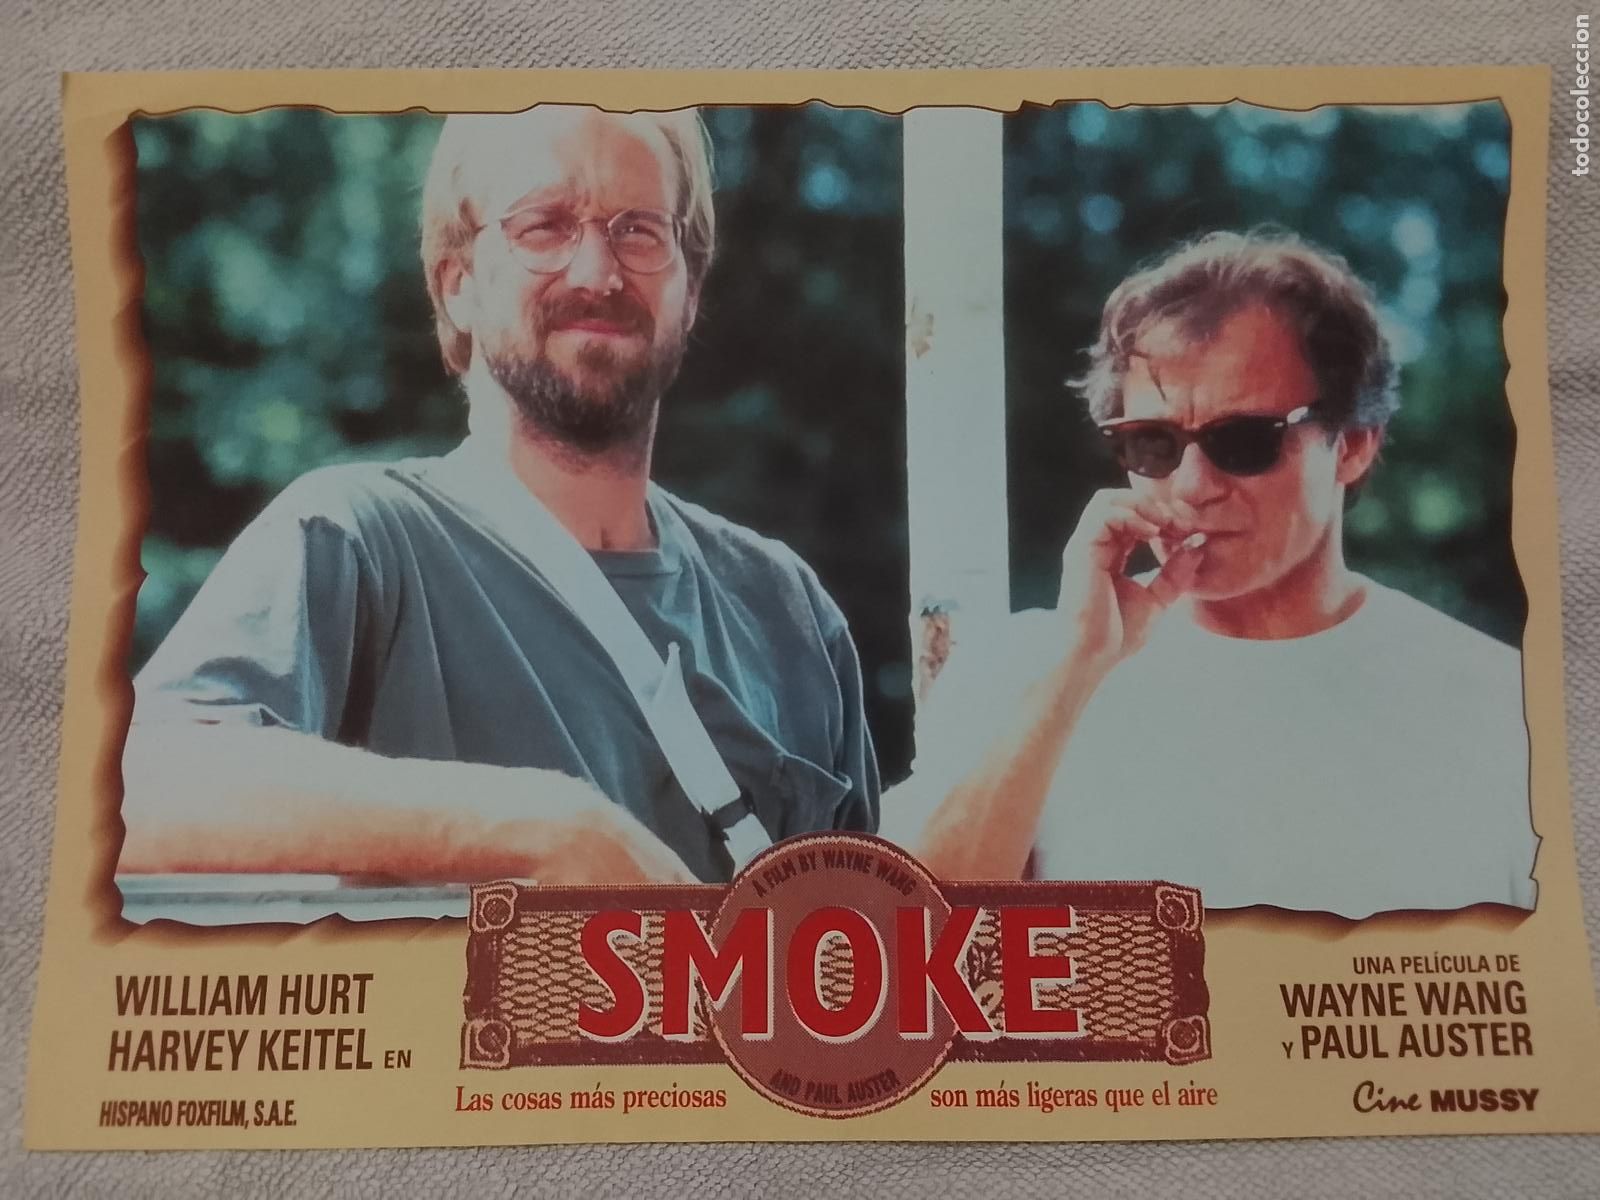 todocoleccion
A FILM BY WAYNE WANG
SMOKE
AND PAUL AUSTER
WILLIAM HURT
HARVEY KEITEL EN
HISPANO FOXFILM, S.A.E.
Las cosas más preciosas son más ligeras que el aire
UNA PELÍCULA DE
WAYNE WANG
Y PAUL AUSTER
Cine MUSSY